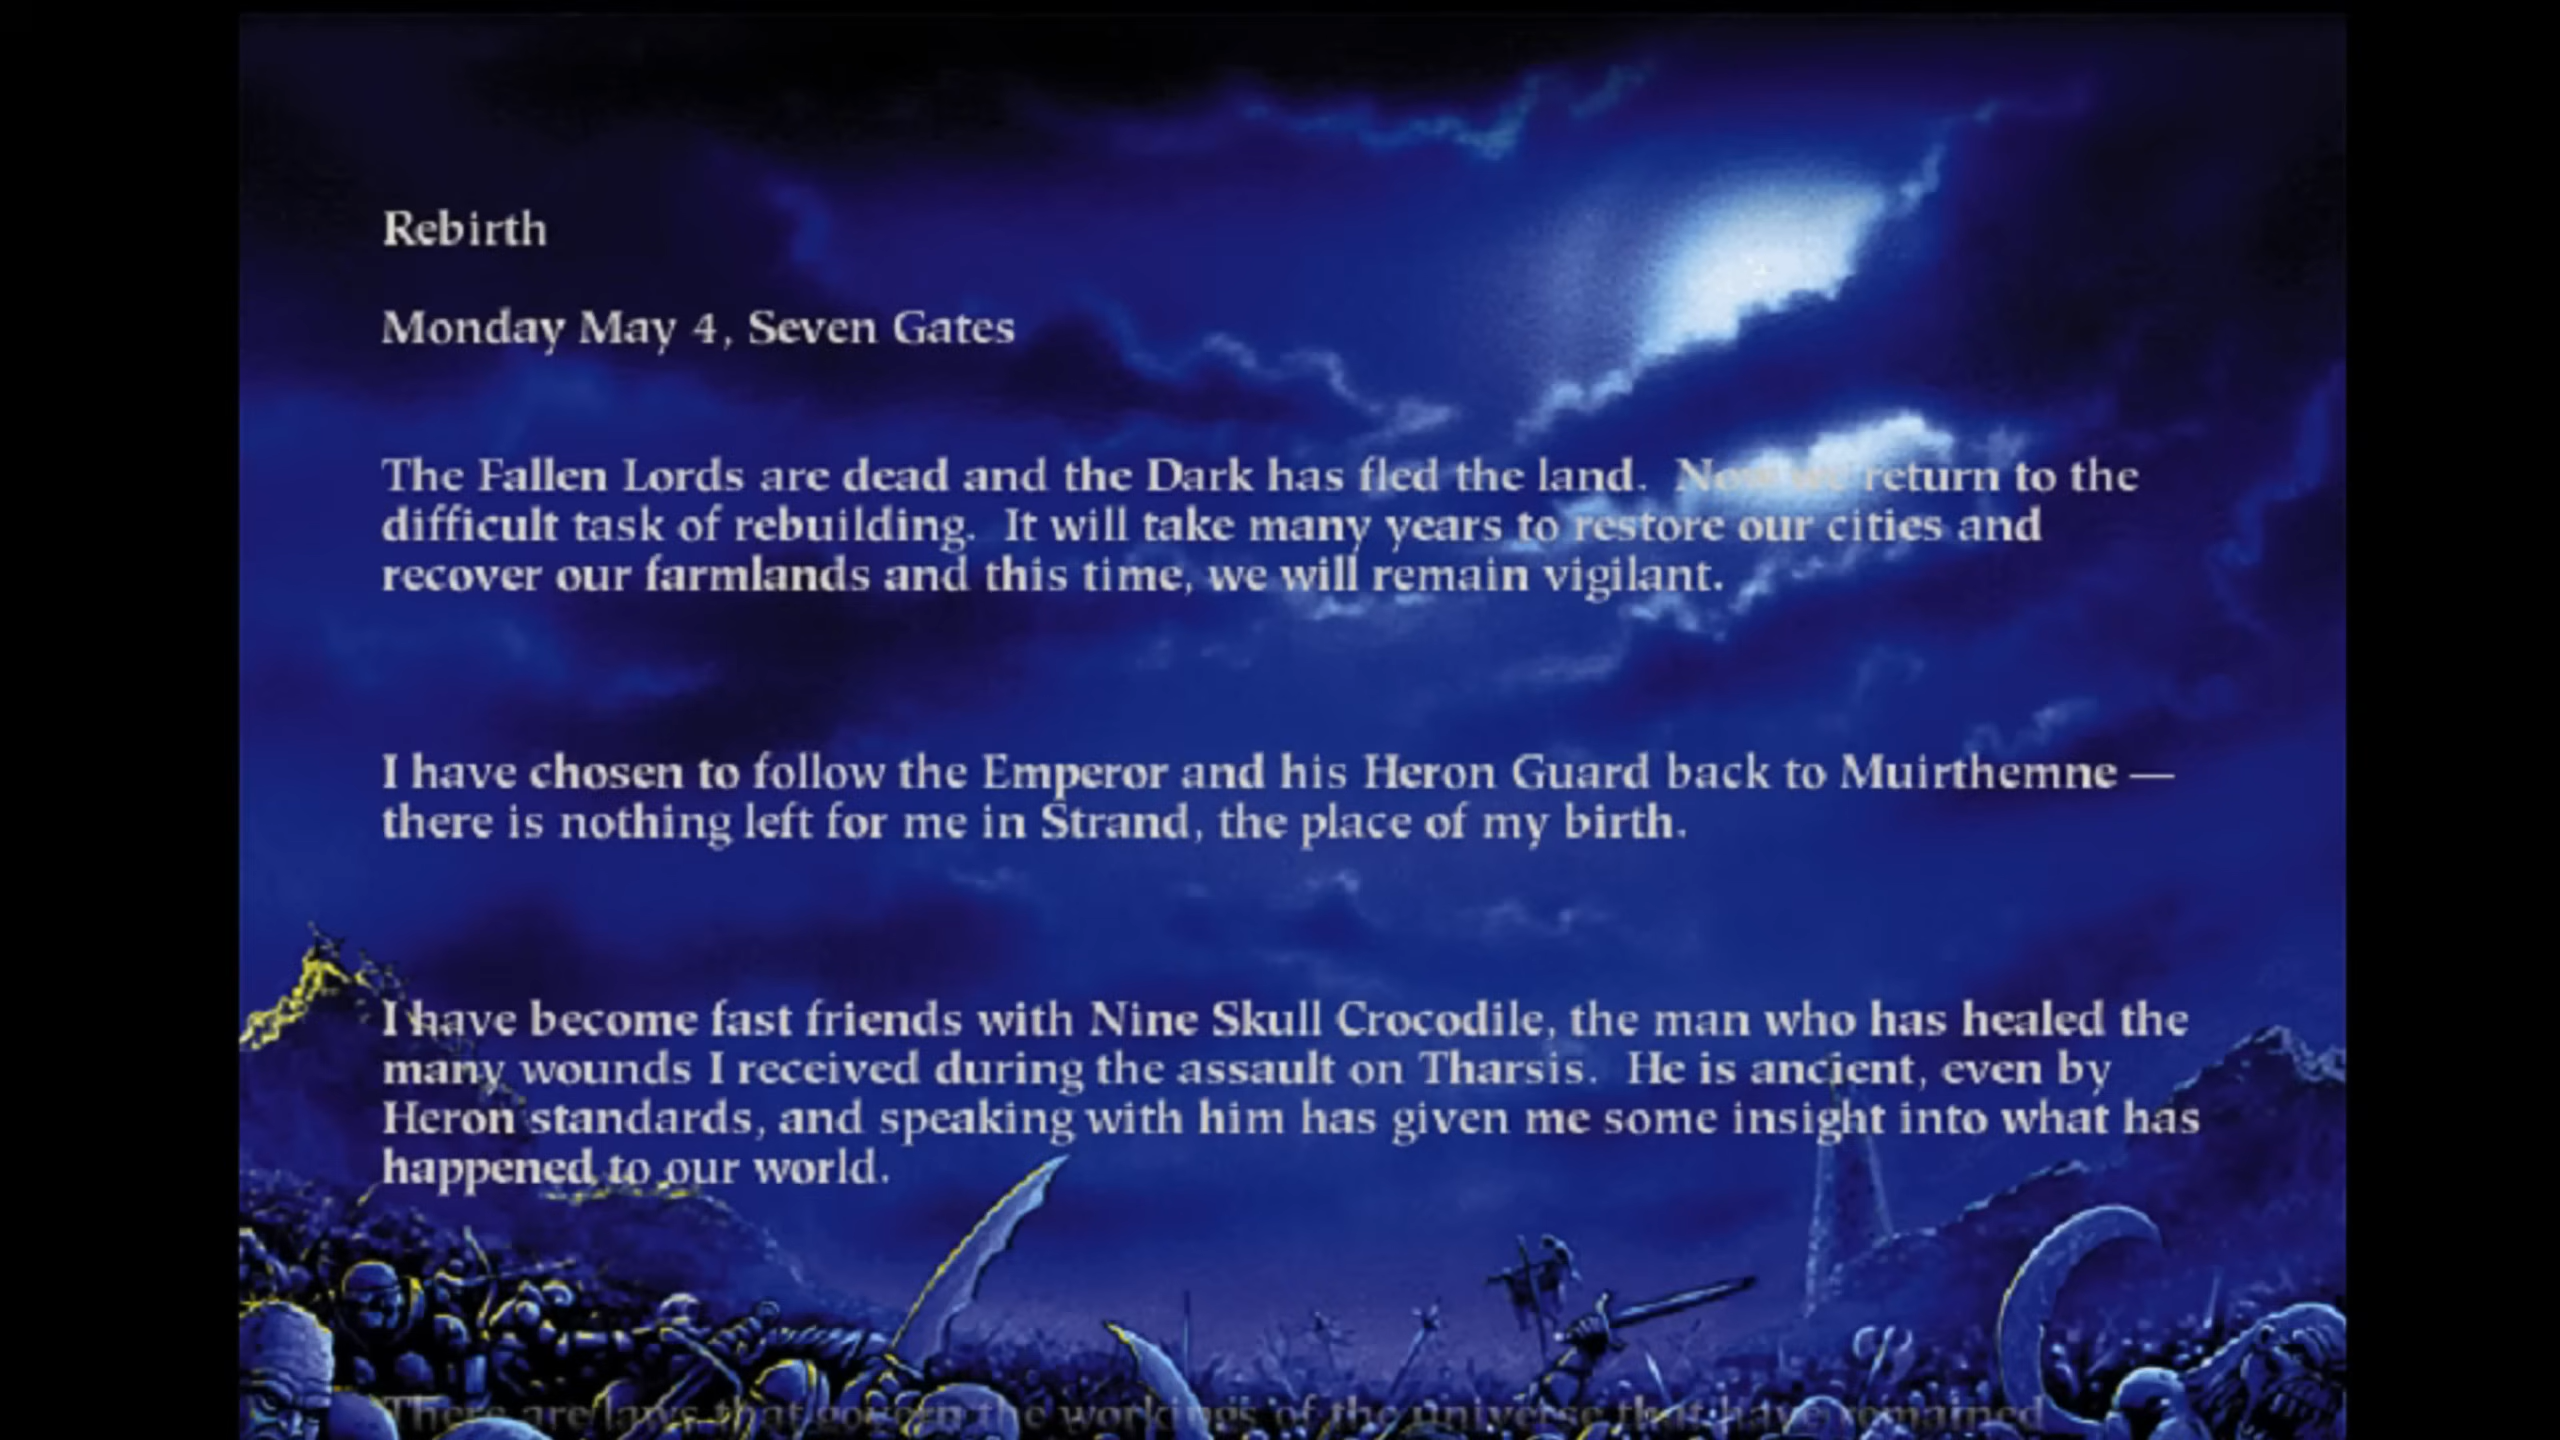 Rebirth
Monday May 4, Seven Gates
The Fallen Lords are dead and the Dark has fled the land. Now we return to the
difficult task of rebuilding. It will take many years to restore our cities and
recover our farmlands and this time, we will remain vigilant.
I have chosen to follow the Emperor and his Heron Guard back to Muirthemne —
there is nothing left for me in Strand, the place of my birth.
I have become fast friends with Nine Skull Crocodile, the man who has healed the
many wounds I received during the assault on Tharsis. He is ancient, even by
Heron standards, and speaking with him has given me some insight into what has
happened to our world.
There are laws that govern the workings of the universe that have remained